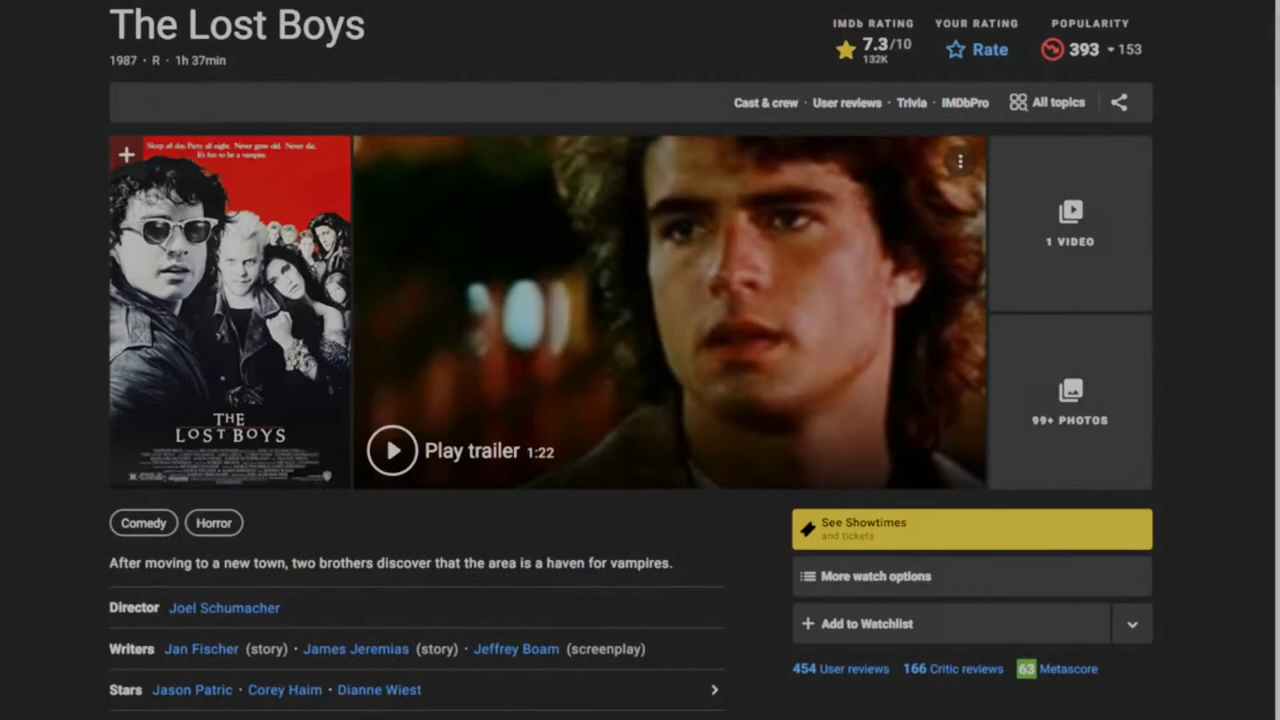 The Lost Boys
1987 · R · 1h 37min
IMDb RATING
7.3/10
132K
YOUR RATING
Rate
POPULARITY
393
153
Cast & crew · User reviews · Trivia · IMDbPro
All topics
Sleep all day. Party all night. Never grow old. Never die.
It's fun to be a vampire.
THE
LOST BOYS
Play trailer 1:22
1 VIDEO
99+ PHOTOS
Comedy
Horror
See Showtimes
and tickets
After moving to a new town, two brothers discover that the area is a haven for vampires.
More watch options
Director Joel Schumacher
Add to Watchlist
Writers Jan Fischer (story) · James Jeremias (story) · Jeffrey Boam (screenplay)
454 User reviews 166 Critic reviews 63 Metascore
Stars Jason Patric · Corey Haim · Dianne Wiest